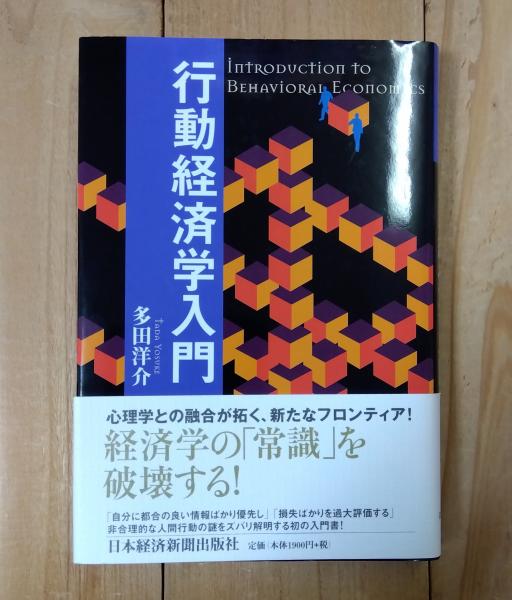 Introduction to
Behavioral Economics
行動経済学入門
多田洋介
Tada Yosuke
心理学との融合が拓く、新たなフロンティア!
経済学の「常識」を
破壊する!
「自分に都合の良い情報ばかり優先し」「損失ばかりを過大評価する」
非合理的な人間行動の謎をズバリ解明する初の入門書!
日本経済新聞出版社 定価(本体1900円+税)